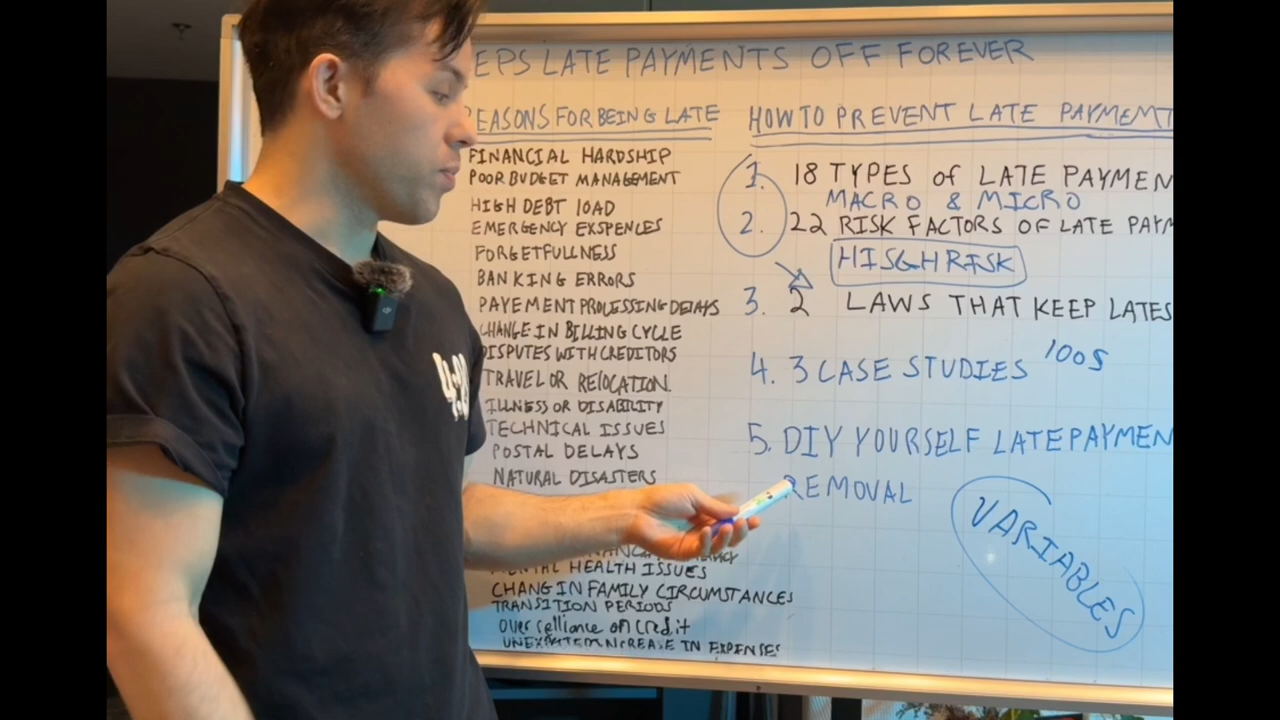 EPS LATE PAYMENTS OFF FOREVER
REASONS FOR BEING LATE
FINANCIAL HARDSHIP
POOR BUDGET MANAGEMENT
HIGH DEBT LOAD
EMERGENCY EXSPENCES
FORGETFULLNESS
BANKING ERRORS
PAYEMENT PROCESSING DELAYS
CHANGE IN BILLING CYCLE
DISPUTES WITH CREDITORS
TRAVEL OR RELOCATION
ILLNESS OR DISABILITY
TECHNICAL ISSUES
POSTAL DELAYS
NATURAL DISASTERS
MENTAL HEALTH ISSUES
CHANG IN FAMILY CIRCUMSTANCES
TRANSITION PERIODS
over relliance on credit
INCREASE IN EXPENSES
HOW TO PREVENT LATE PAYMEMT
1. 18 TYPES of LATE PAYMEN
MACRO & MICRO
2. 22 RISK FACTORS OF LATE PAYM
HISGH RISK
3. 2 LAWS THAT KEEP LATES
4. 3 CASE STUDIES 100S
5. DIY YOURSELF LATE PAYMEN
REMOVAL
VARIABLES